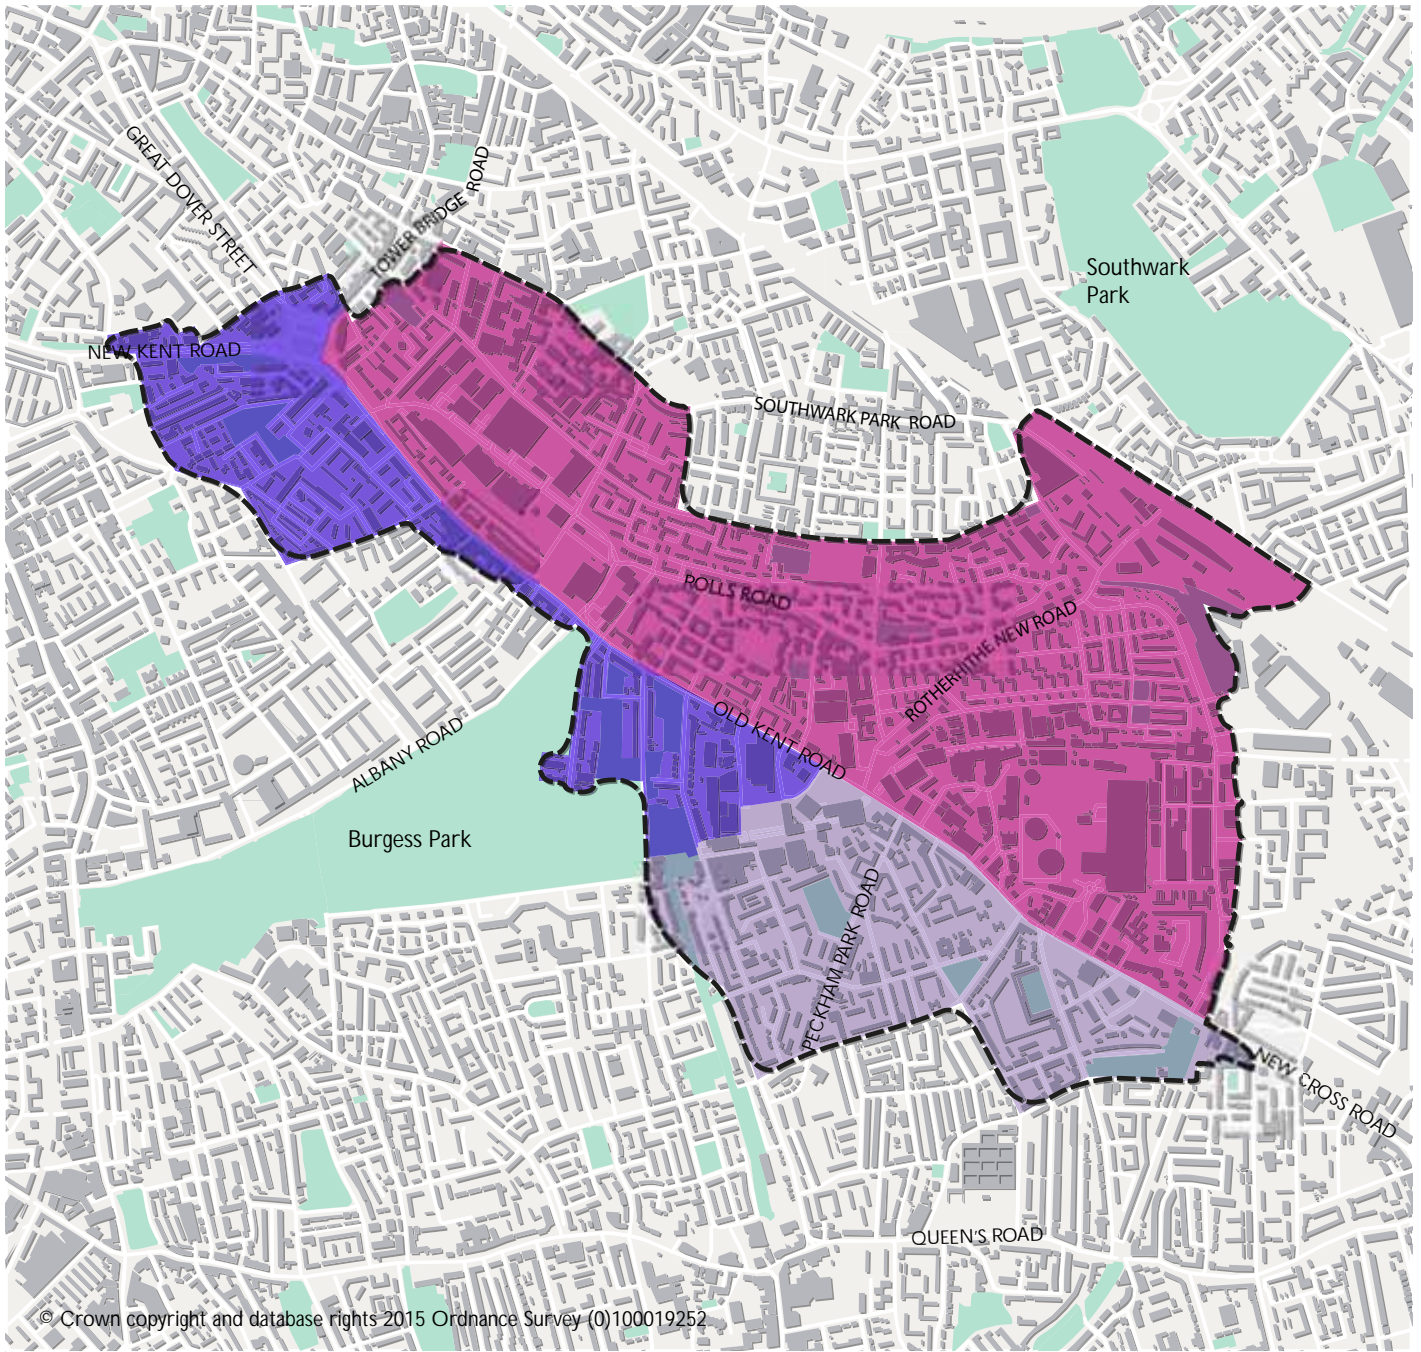 GREAT DOVER STREET
TOWER BRIDGE ROAD
Southwark
Park
NEW KENT ROAD
SOUTHWARK PARK ROAD
ROLLS ROAD
ROTHERHITHE NEW ROAD
OLD KENT ROAD
ALBANY ROAD
Burgess Park
PECKHAM PARK ROAD
NEW CROSS ROAD
QUEEN'S ROAD
© Crown copyright and database rights 2015 Ordnance Survey (0)100019252